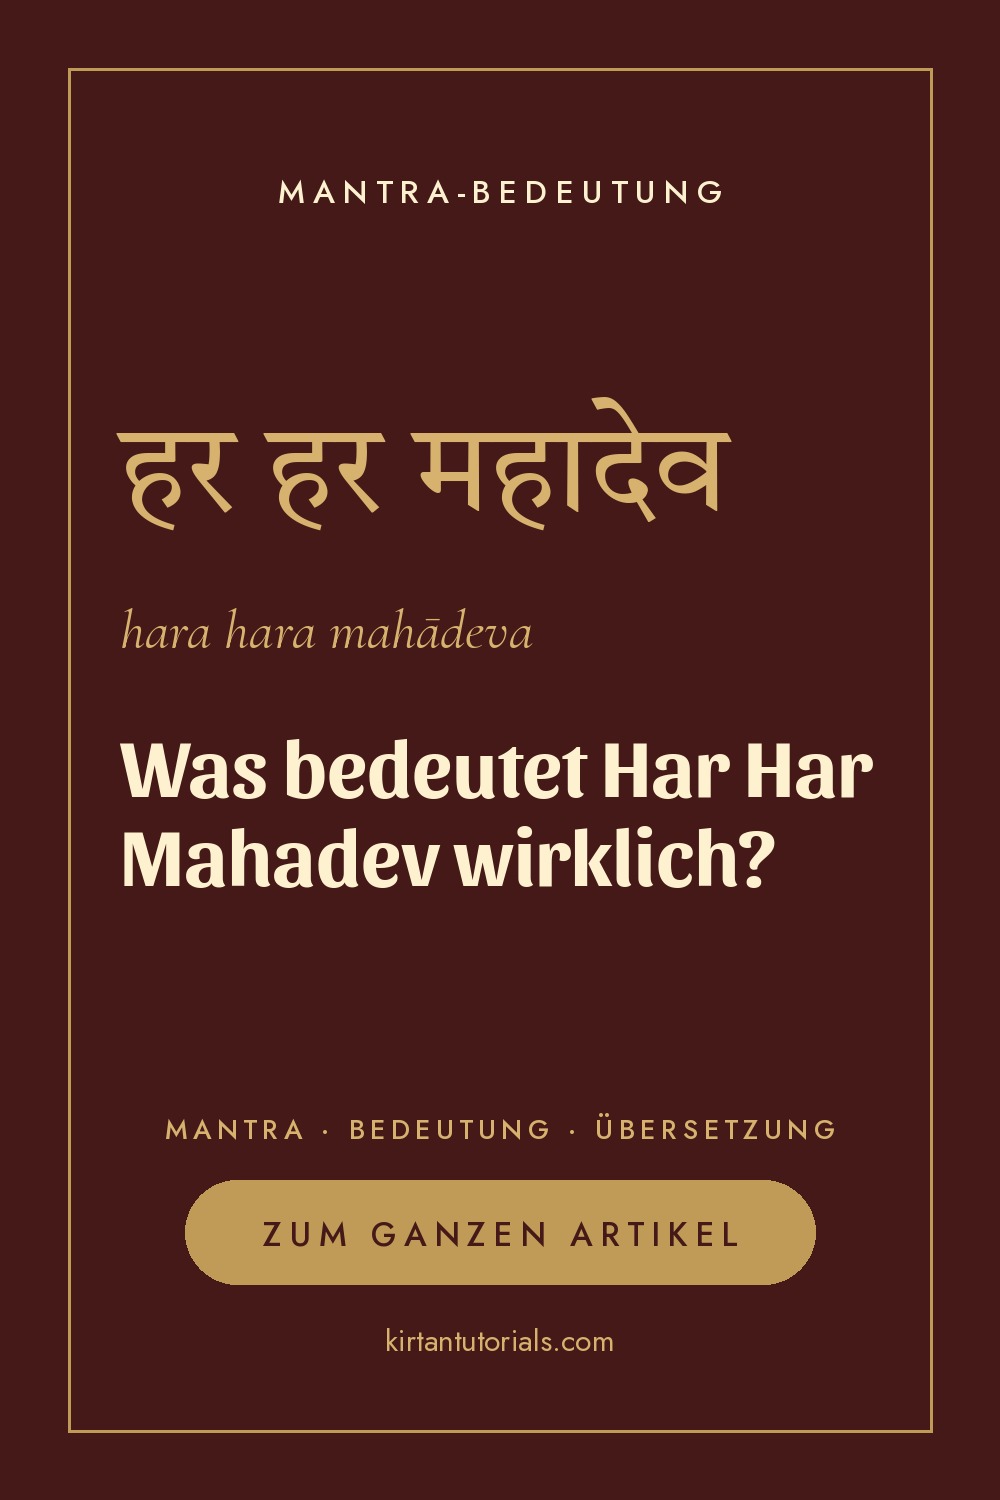 MANTRA-BEDEUTUNG
हर हर महादेव
hara hara mahādeva
Was bedeutet Har Har
Mahadev wirklich?
MANTRA · BEDEUTUNG · ÜBERSETZUNG
ZUM GANZEN ARTIKEL
kirtantutorials.com